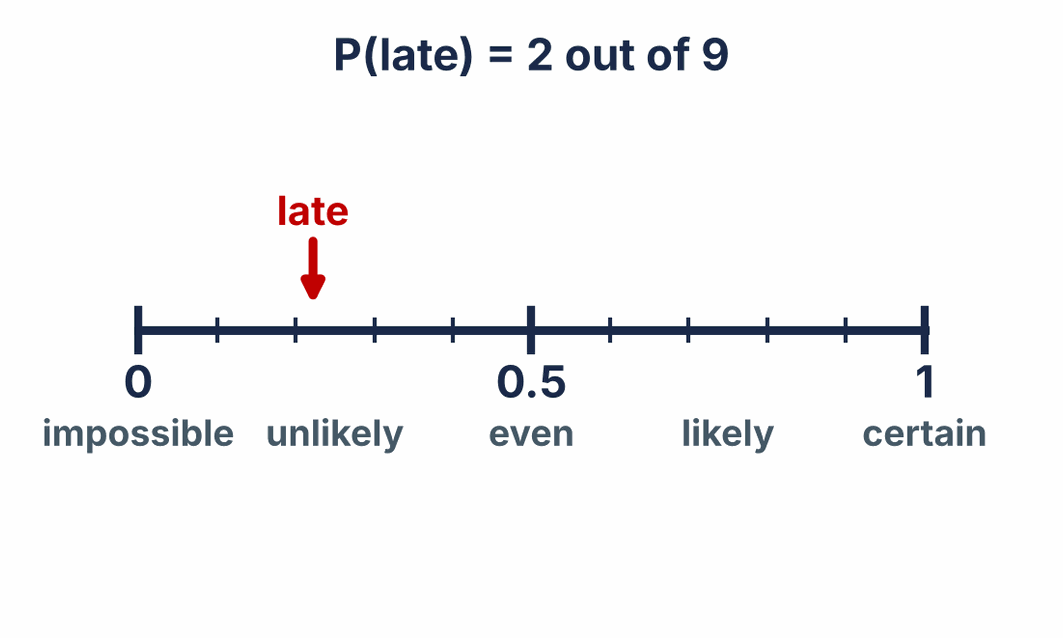 P(late) = 2 out of 9
late
0 0.5 1
impossible unlikely even likely certain